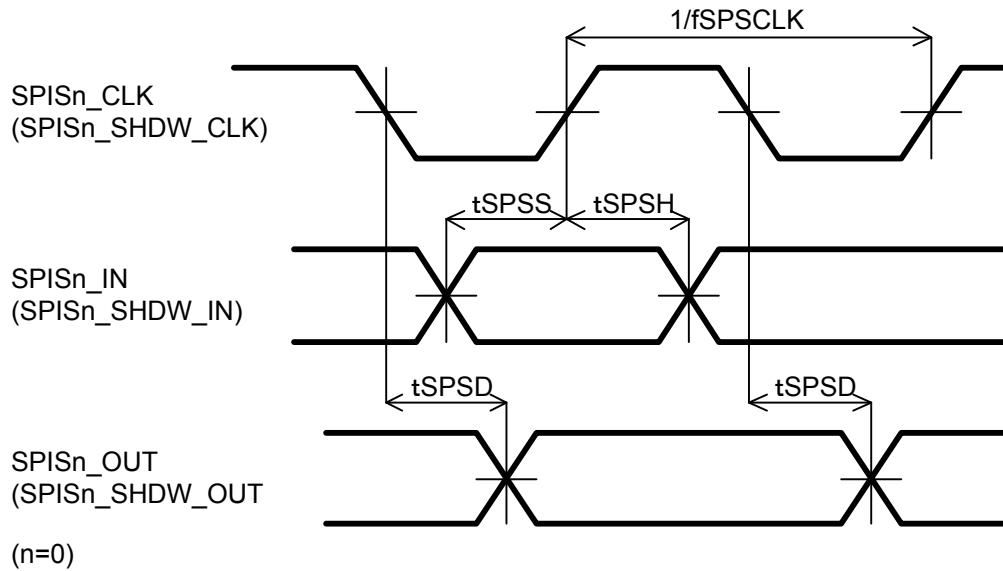 1/fSPSCLK
SPISn_CLK
(SPISn_SHDW_CLK)
tSPSS
tSPSH
SPISn_IN
(SPISn_SHDW_IN)
tSPSD
tSPSD
SPISn_OUT
(SPISn_SHDW_OUT
(n=0)